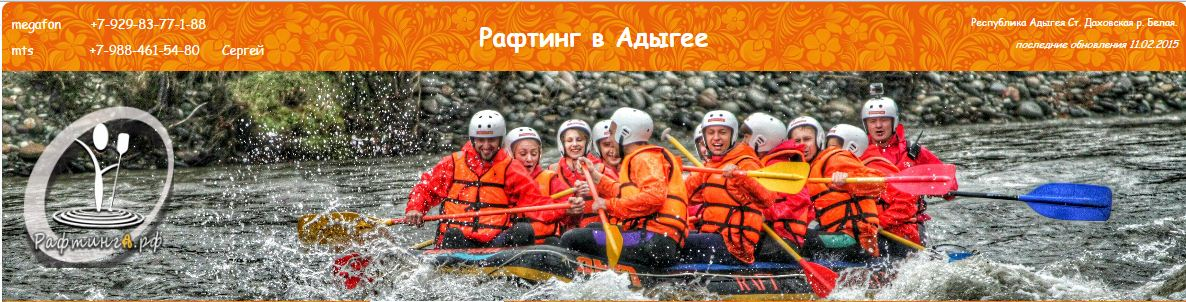 megafon +7-929-83-77-1-88
mts +7-988-461-54-80 Сергей
Рафтинг в Адыгее
Республика Адыгея Ст. Даховская р. Белая.
последние обновления 11.02.2015
РафтингА.рф
RAFT